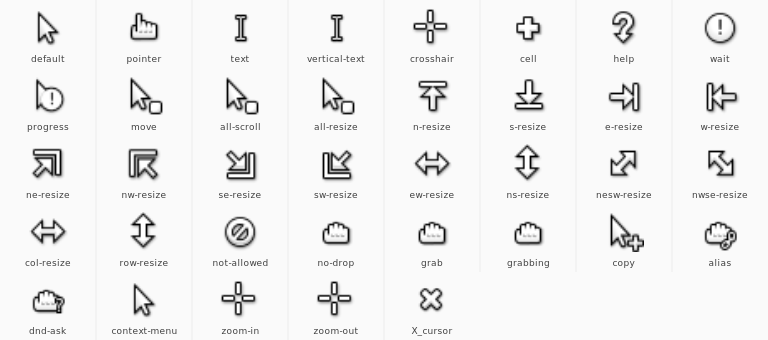 default pointer text vertical-text crosshair cell help wait
progress move all-scroll all-resize n-resize s-resize e-resize w-resize
ne-resize nw-resize se-resize sw-resize ew-resize ns-resize nesw-resize nwse-resize
col-resize row-resize not-allowed no-drop grab grabbing copy alias
dnd-ask context-menu zoom-in zoom-out X_cursor